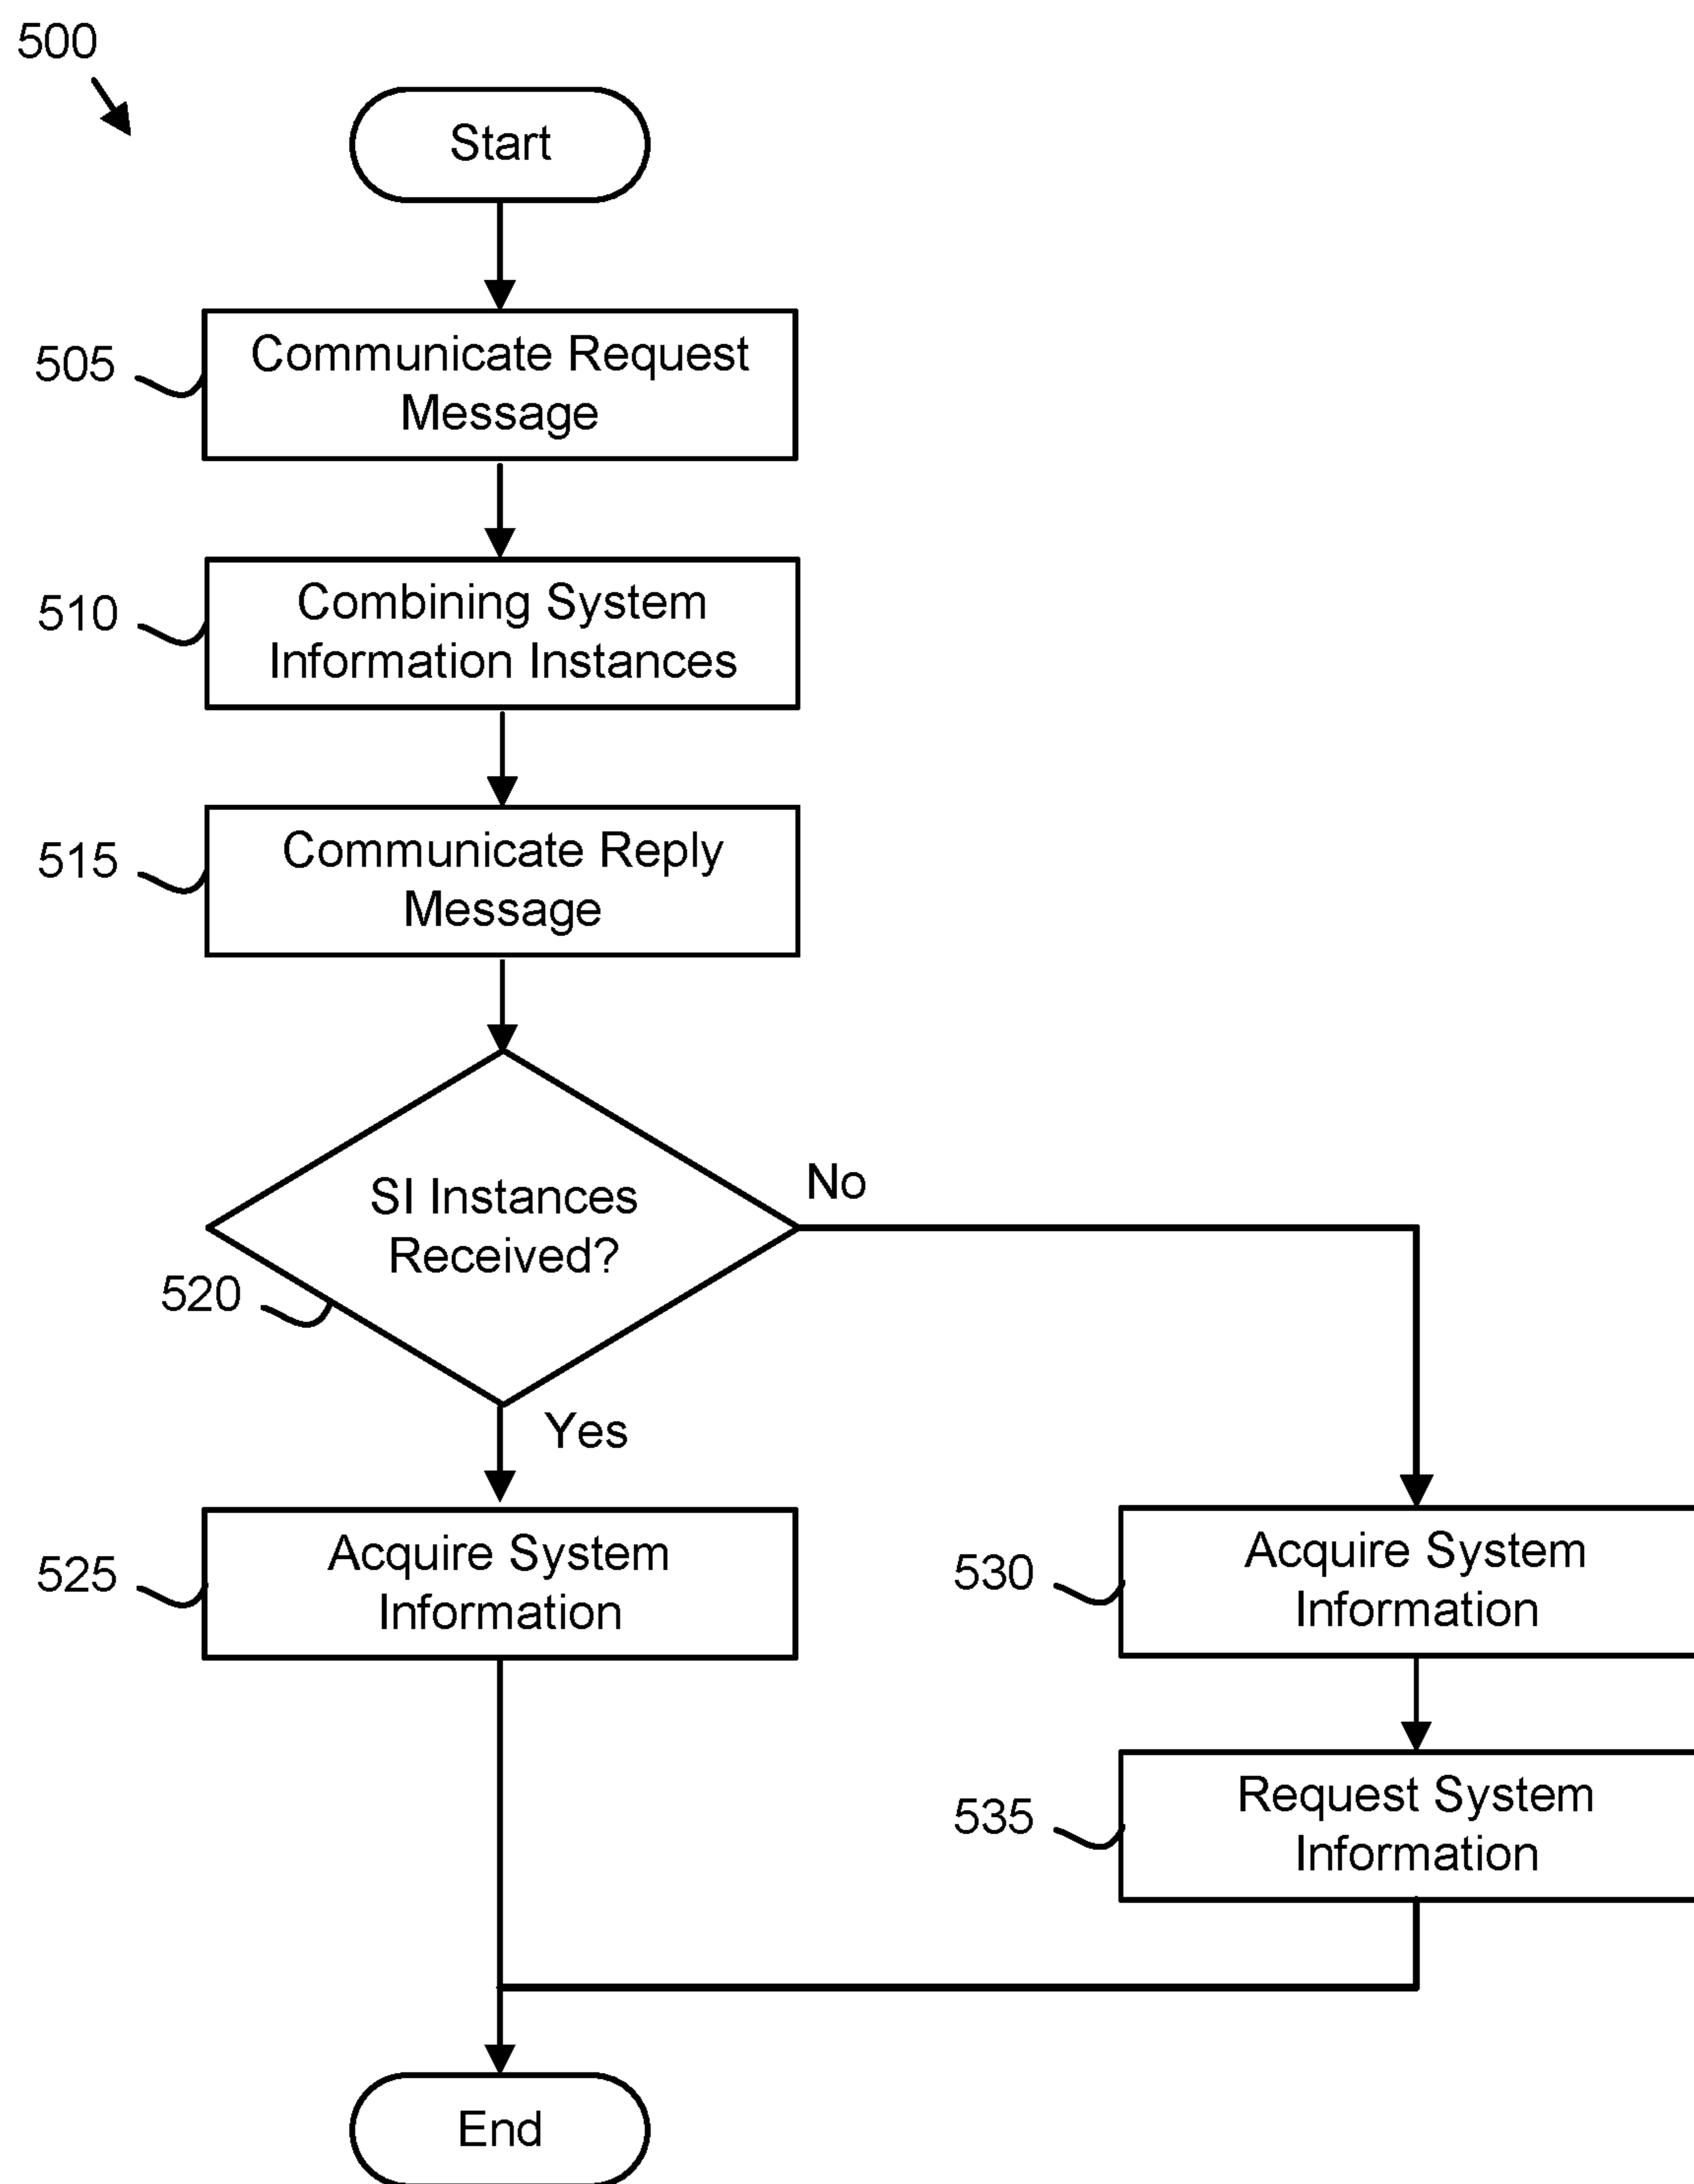 500
Start
505
Communicate Request
Message
510
Combining System
Information Instances
515
Communicate Reply
Message
SI Instances
Received?
No
520
Yes
525
Acquire System
Information
530
Acquire System
Information
535
Request System
Information
End